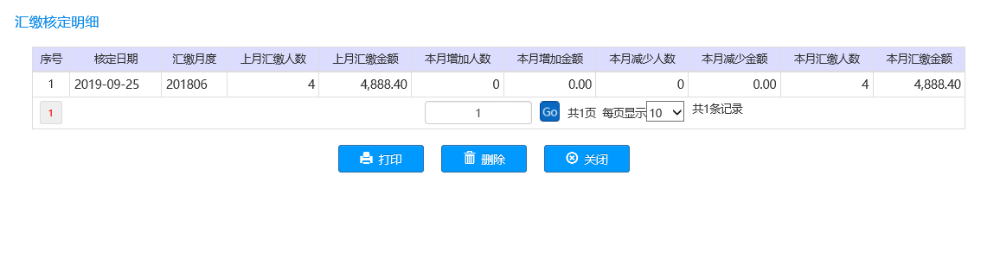 汇缴核定明细
序号 核定日期 汇缴月度 上月汇缴人数 上月汇缴金额 本月增加人数 本月增加金额 本月减少人数 本月减少金额 本月汇缴人数 本月汇缴金额
1 2019-09-25 201806 4 4,888.40 0 0.00 0 0.00 4 4,888.40
1 1 Go 共1页 每页显示 10 共1条记录
打印 删除 关闭